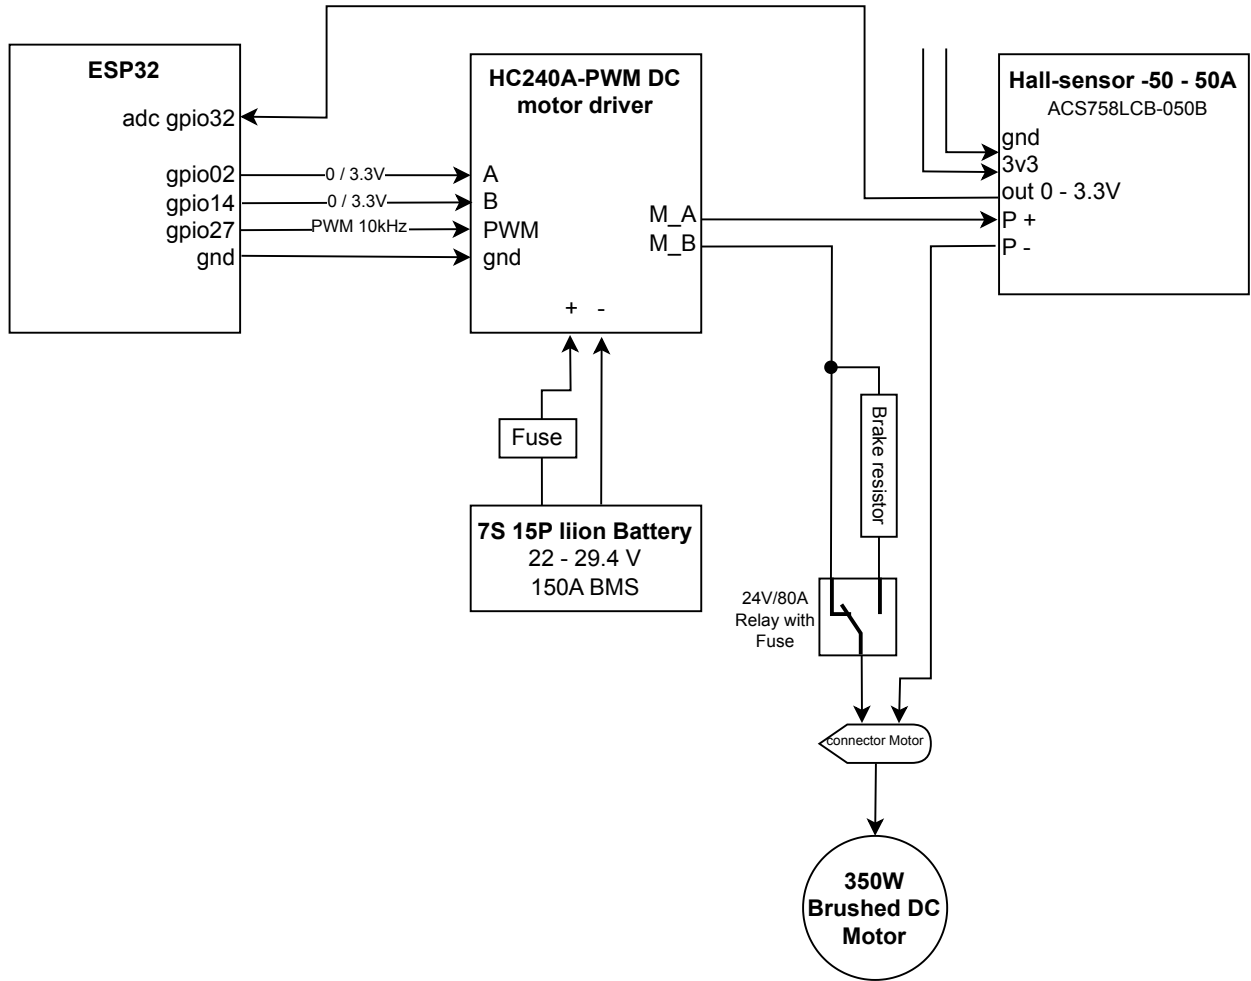 ESP32
adc gpio32
gpio02
gpio14
gpio27
gnd
0 / 3.3V
0 / 3.3V
PWM 10kHz
HC240A-PWM DC
motor driver
A
B
PWM
gnd
M_A
M_B
+ -
Hall-sensor -50 - 50A
ACS758LCB-050B
gnd
3v3
out 0 - 3.3V
P +
P -
Fuse
7S 15P liion Battery
22 - 29.4 V
150A BMS
Brake resistor
24V/80A
Relay with
Fuse
connector Motor
350W
Brushed DC
Motor